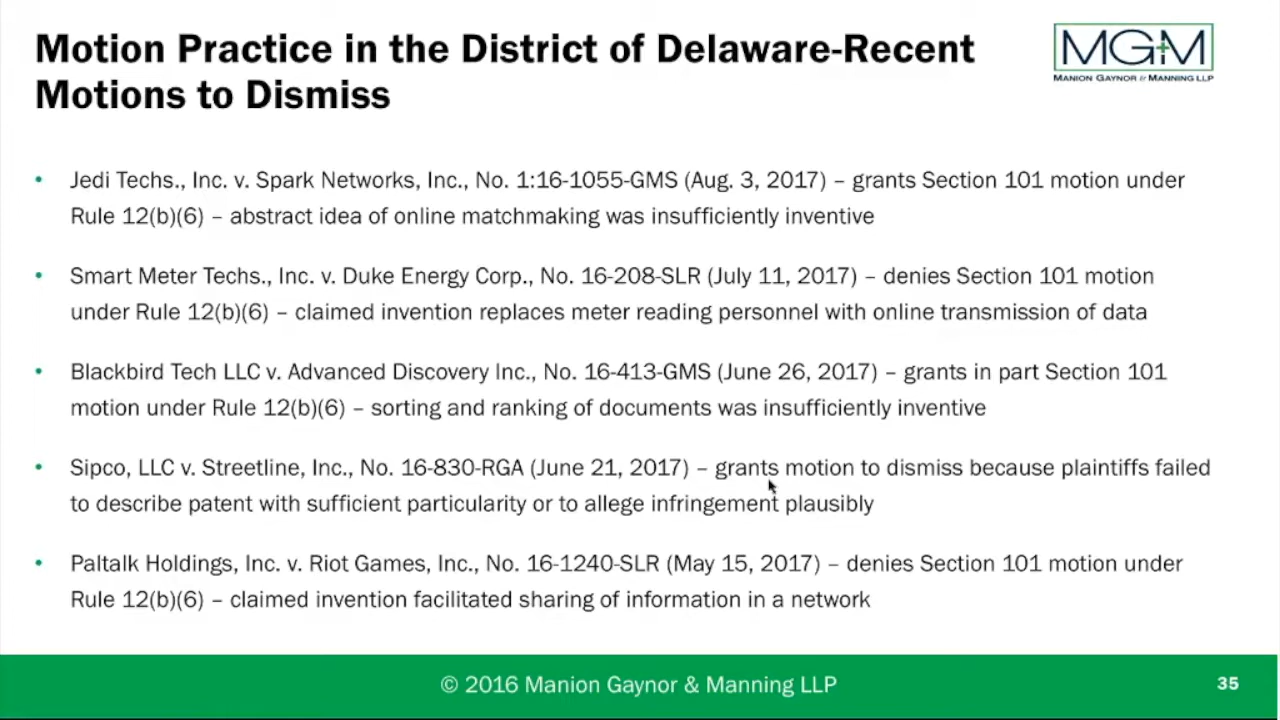 Motion Practice in the District of Delaware-Recent
Motions to Dismiss
MG+M
MANION GAYNOR & MANNING LLP
• Jedi Techs., Inc. v. Spark Networks, Inc., No. 1:16-1055-GMS (Aug. 3, 2017) – grants Section 101 motion under
Rule 12(b)(6) – abstract idea of online matchmaking was insufficiently inventive
• Smart Meter Techs., Inc. v. Duke Energy Corp., No. 16-208-SLR (July 11, 2017) – denies Section 101 motion
under Rule 12(b)(6) – claimed invention replaces meter reading personnel with online transmission of data
• Blackbird Tech LLC v. Advanced Discovery Inc., No. 16-413-GMS (June 26, 2017) – grants in part Section 101
motion under Rule 12(b)(6) – sorting and ranking of documents was insufficiently inventive
• Sipco, LLC v. Streetline, Inc., No. 16-830-RGA (June 21, 2017) – grants motion to dismiss because plaintiffs failed
to describe patent with sufficient particularity or to allege infringement plausibly
• Paltalk Holdings, Inc. v. Riot Games, Inc., No. 16-1240-SLR (May 15, 2017) – denies Section 101 motion under
Rule 12(b)(6) – claimed invention facilitated sharing of information in a network
© 2016 Manion Gaynor & Manning LLP
35